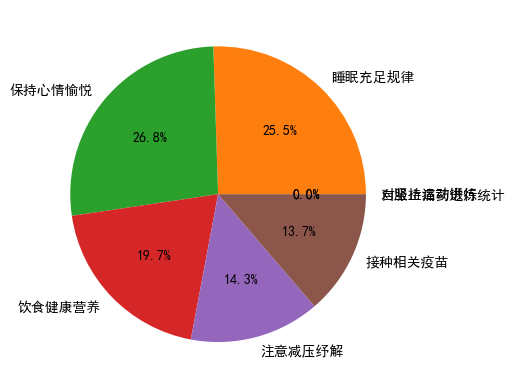 保持心情愉悦
睡眠充足规律
25.5%
26.8%
0.0%
13.7%
19.7%
接种相关疫苗
14.3%
饮食健康营养
注意减压纾解